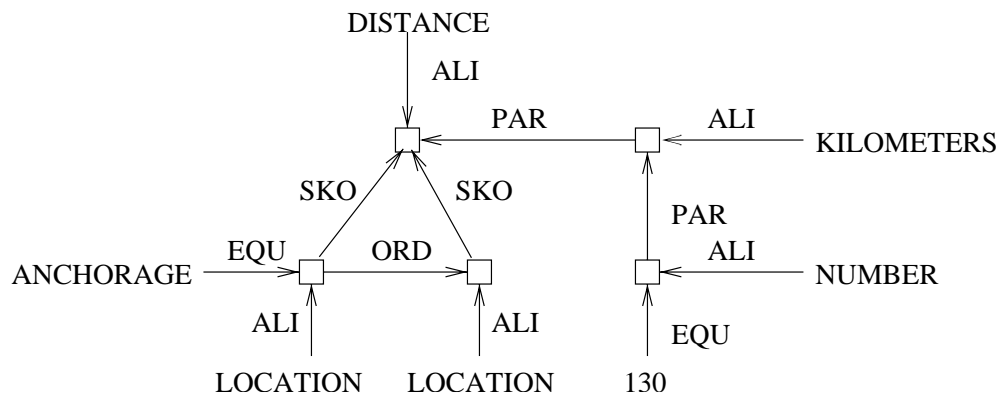 DISTANCE
ALI
PAR ALI
KILOMETERS
SKO SKO
PAR
EQU ORD ALI
ANCHORAGE NUMBER
ALI ALI EQU
LOCATION LOCATION 130